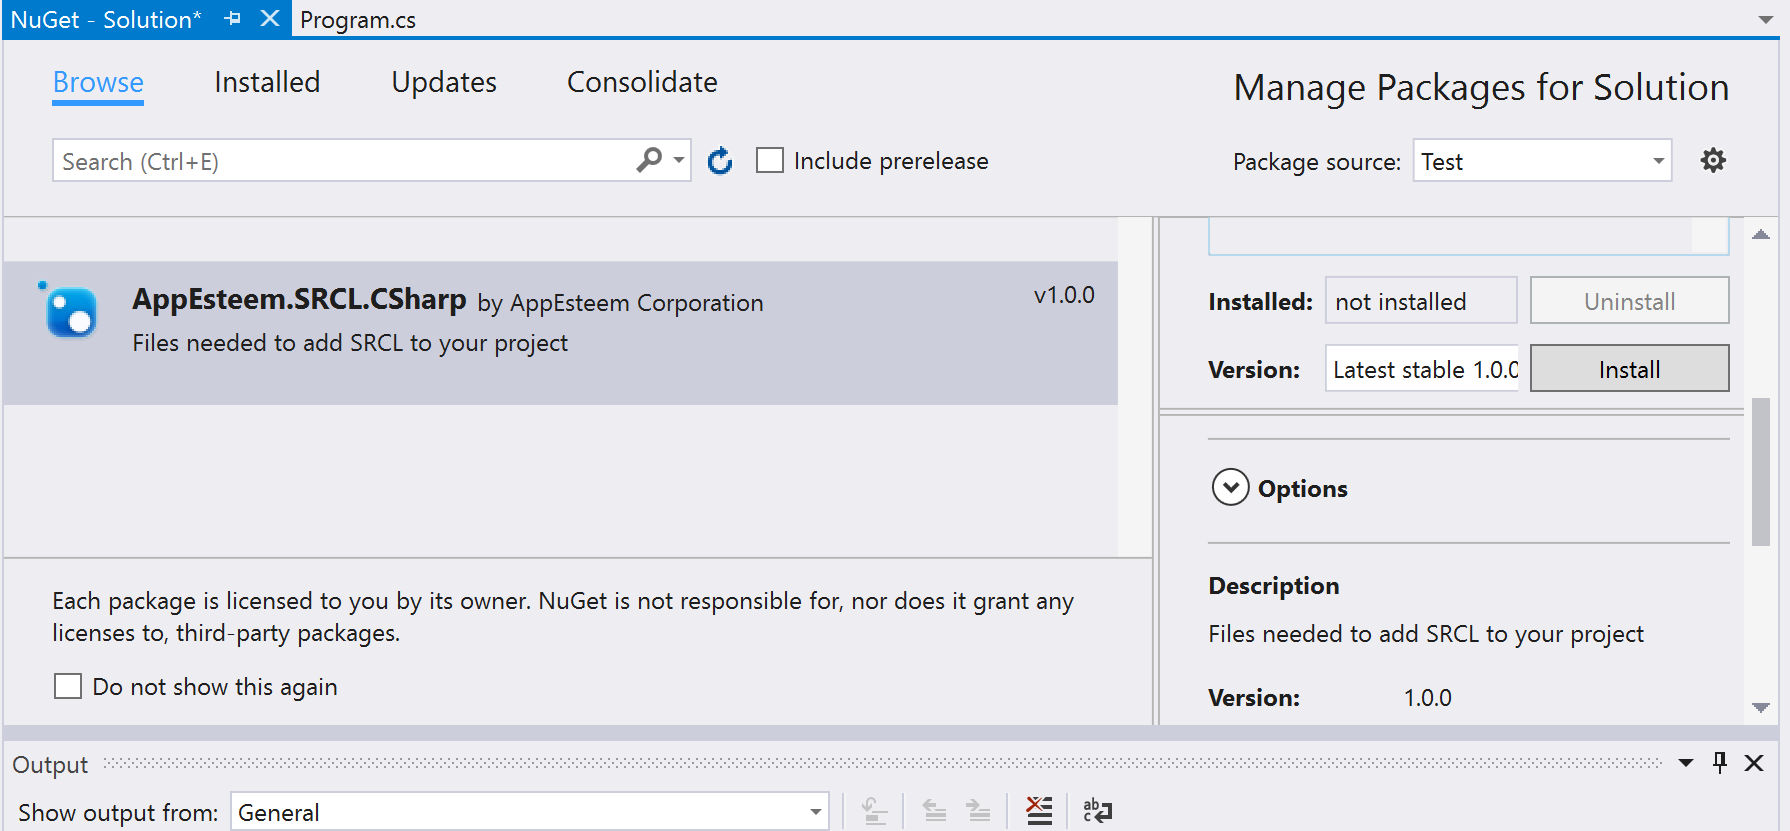 NuGet - Solution*
Program.cs
Browse
Installed
Updates
Consolidate
Manage Packages for Solution
Search (Ctrl+E)
Include prerelease
Package source:
Test
AppEsteem.SRCL.CSharp by AppEsteem Corporation
v1.0.0
Files needed to add SRCL to your project
Each package is licensed to you by its owner. NuGet is not responsible for, nor does it grant any
licenses to, third-party packages.
Do not show this again
Installed:
not installed
Uninstall
Version:
Latest stable 1.0.0
Install
Options
Description
Files needed to add SRCL to your project
Version:
1.0.0
Output
Show output from:
General
ab
c